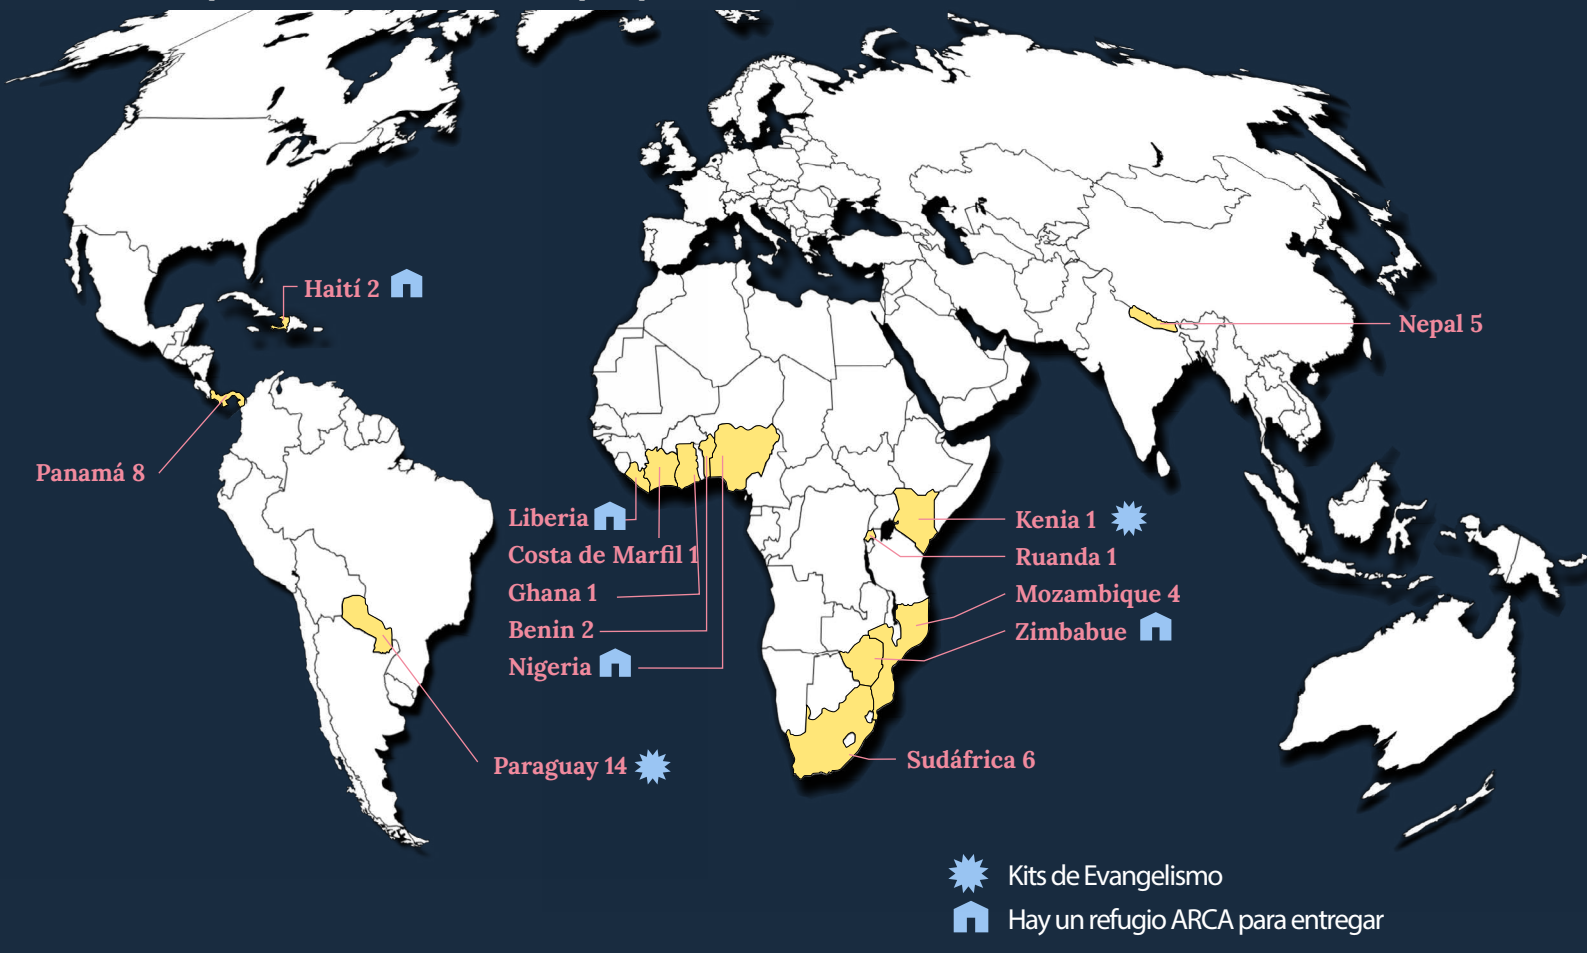 Haití 2
Nepal 5
Panamá 8
Liberia
Costa de Marfil 1
Ghana 1
Benin 2
Nigeria
Kenia 1
Ruanda 1
Mozambique 4
Zimbabue
Paraguay 14
Sudáfrica 6
Kits de Evangelismo
Hay un refugio ARCA para entregar